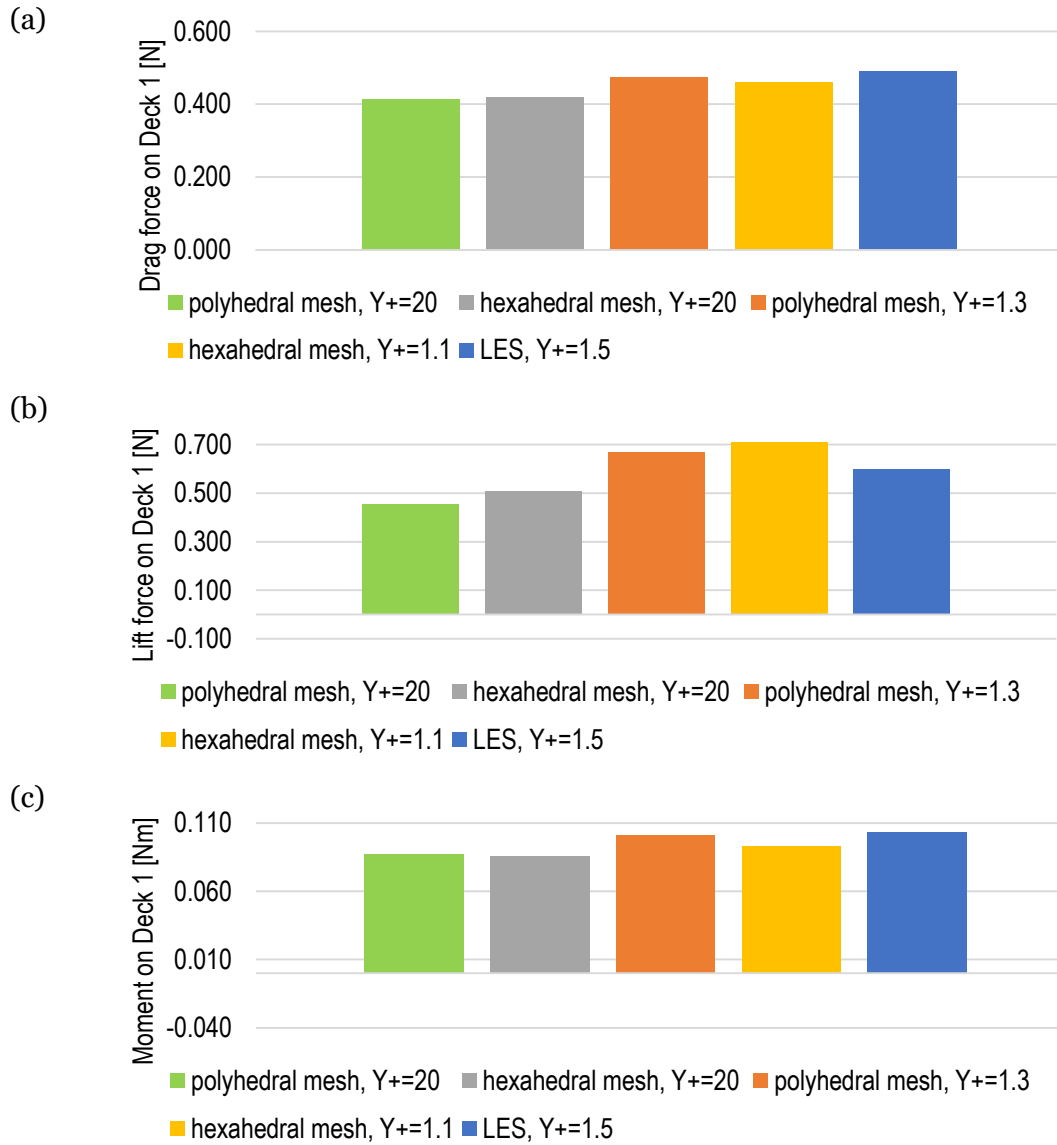 (a)
Drag force on Deck 1 [N]
0.600
0.400
0.200
0.000
polyhedral mesh, Y+=20 hexahedral mesh, Y+=20 polyhedral mesh, Y+=1.3
hexahedral mesh, Y+=1.1 LES, Y+=1.5
(b)
Lift force on Deck 1 [N]
0.700
0.500
0.300
0.100
-0.100
polyhedral mesh, Y+=20 hexahedral mesh, Y+=20 polyhedral mesh, Y+=1.3
hexahedral mesh, Y+=1.1 LES, Y+=1.5
(c)
Moment on Deck 1 [Nm]
0.110
0.060
0.010
-0.040
polyhedral mesh, Y+=20 hexahedral mesh, Y+=20 polyhedral mesh, Y+=1.3
hexahedral mesh, Y+=1.1 LES, Y+=1.5